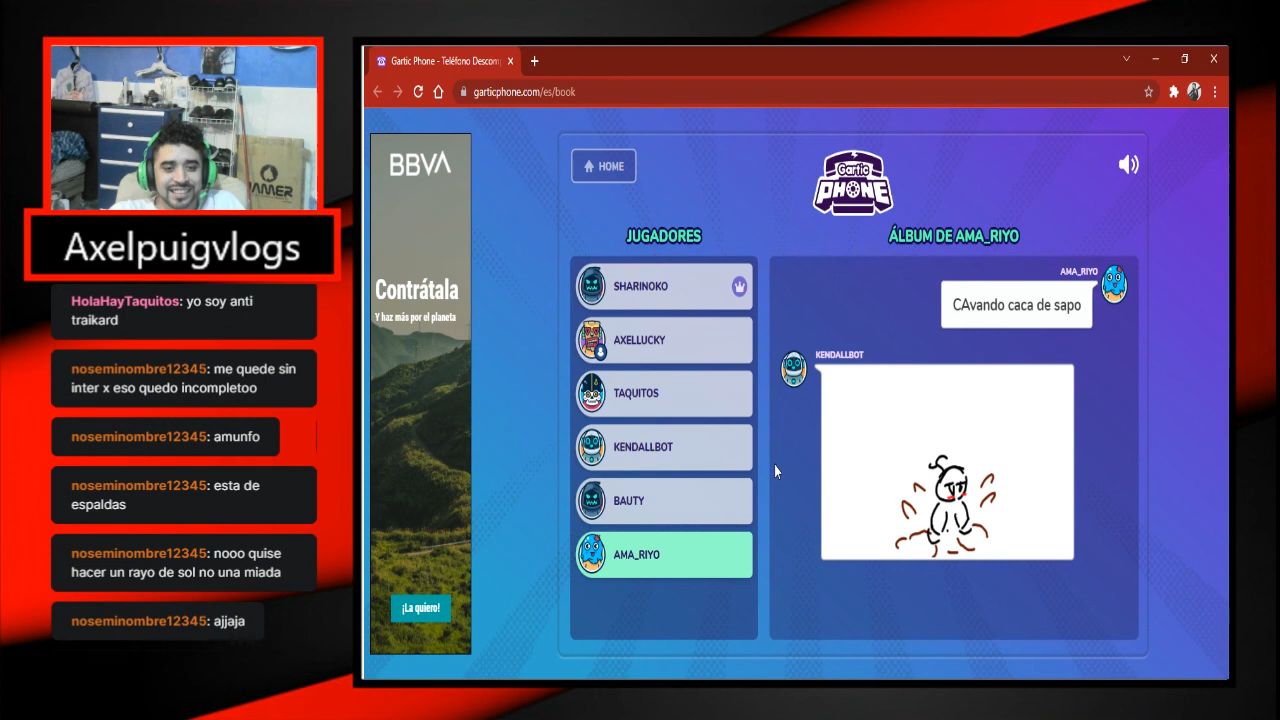 Axelpuigvlogs
HolaHayTaquitos: yo soy anti
traikard
noseminombre12345: me quede sin
inter x eso quedo incompletoo
noseminombre12345: amunfo
noseminombre12345: esta de
espaldas
noseminombre12345: nooo quise
hacer un rayo de sol no una miada
noseminombre12345: ajjaja
Gartic Phone - Teléfono Descom
garticphone.com/es/book
BBVA
Contrátala
Y haz más por el planeta
¡La quiero!
HOME
Gartic
PHONE
JUGADORES
SHARINOKO
AXELLUCKY
TAQUITOS
KENDALLBOT
BAUTY
AMA_RIYO
ÁLBUM DE AMA_RIYO
AMA_RIYO
CAvando caca de sapo
KENDALLBOT